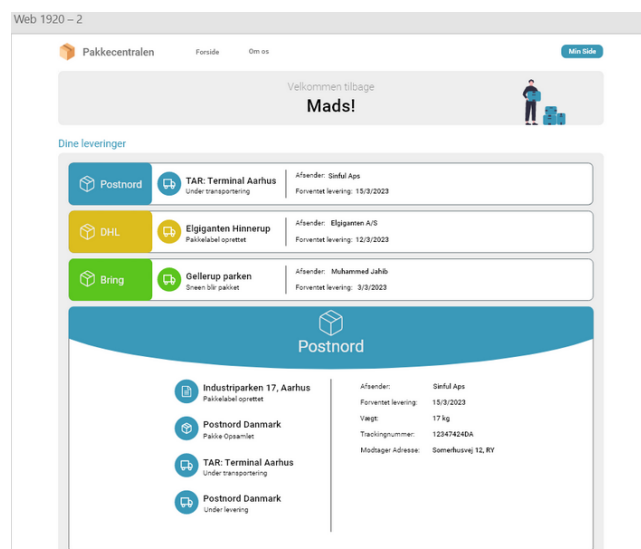 Web 1920 – 2
Pakkecentralen
Forside
Om os
Min Side
Velkommen tilbage
Mads!
Dine leveringer
Postnord
TAR: Terminal Aarhus
Under transportering
Afsender: Sinful Aps
Forventet levering: 15/3/2023
DHL
Elgiganten Hinnerup
Pakkelabel oprettet
Afsender: Elgiganten A/S
Forventet levering: 12/3/2023
Bring
Gellerup parken
Sneen blir pakket
Afsender: Muhammed Jahib
Forventet levering: 3/3/2023
Postnord
Industriparken 17, Aarhus
Pakkelabel oprettet
Postnord Danmark
Pakke Opsamlet
TAR: Terminal Aarhus
Under transportering
Postnord Danmark
Under levering
Afsender: Sinful Aps
Forventet levering: 15/3/2023
Vægt: 17 kg
Trackingnummer: 12347424DA
Modtager Adresse: Somerhusvej 12, RY